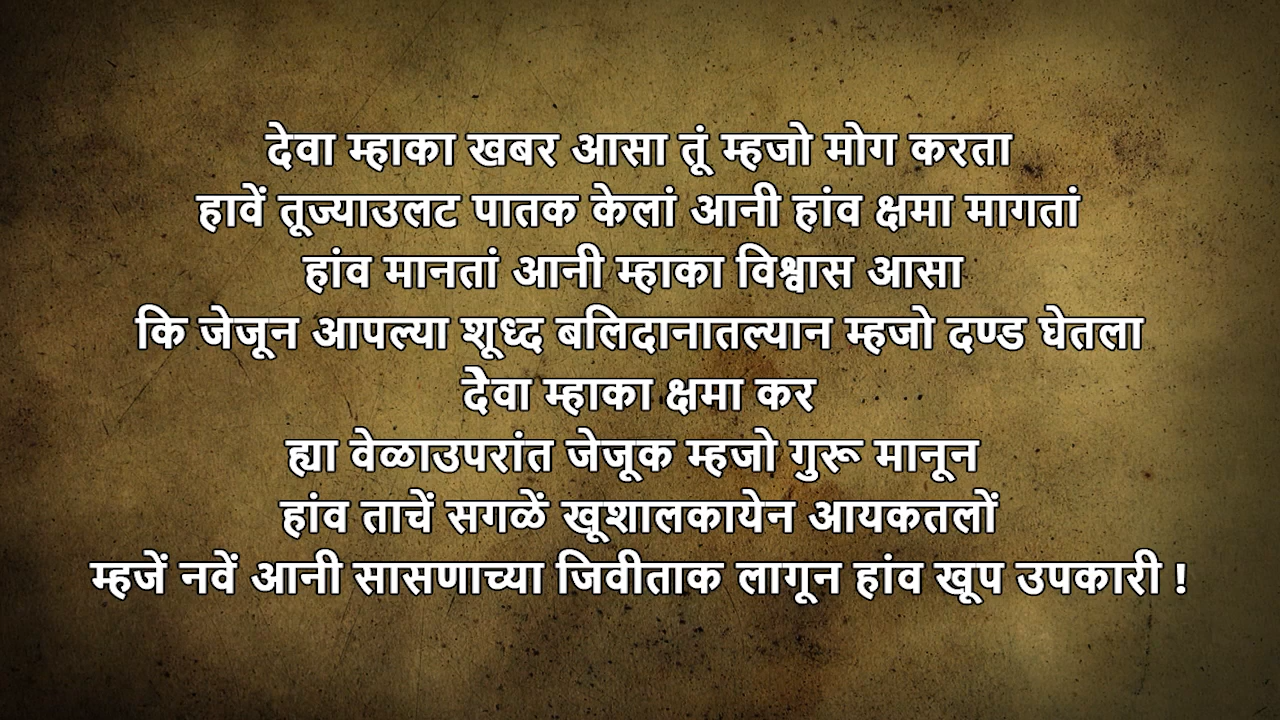 देवा म्हाका खबर आसा तूं म्हजो मोग करता
हावें तूज्याउलट पातक केलां आनी हांव क्षमा मागतां
हांव मानतां आनी म्हाका विश्वास आसा
कि जेजून आपल्या शूध्द बलिदानातल्यान म्हजो दण्ड घेतला
देवा म्हाका क्षमा कर
ह्या वेळाउपरांत जेजूक म्हजो गुरू मानून
हांव ताचें सगळें खूशालकायेन आयकतलों
म्हजें नवें आनी सासणाच्या जिवीताक लागून हांव खूप उपकारी !